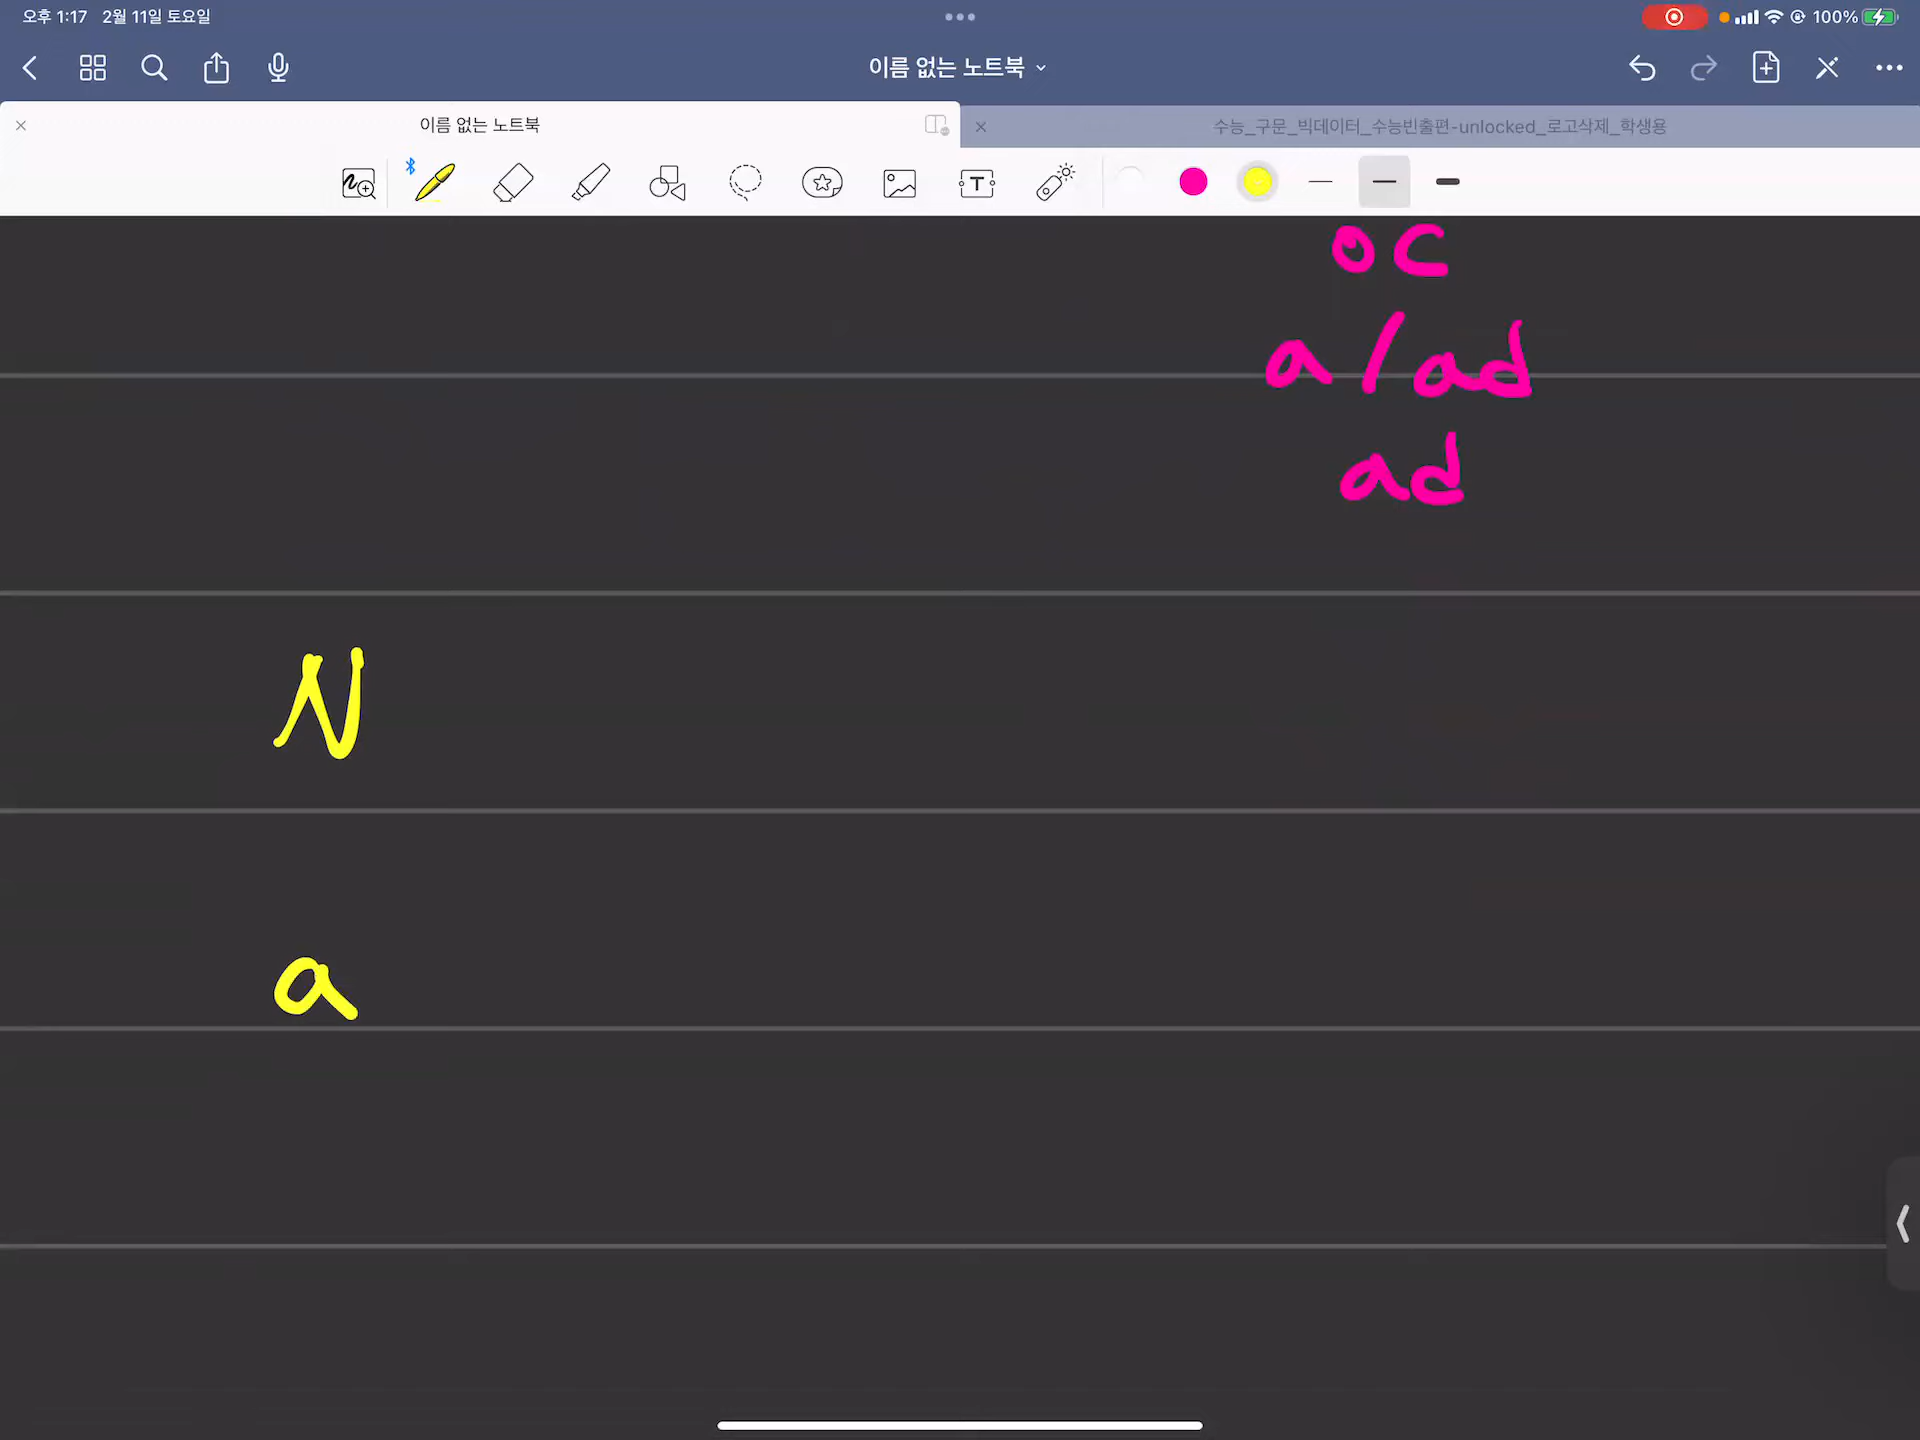 오후 1:17 2월 11일 토요일
100%
이름 없는 노트북
이름 없는 노트북
수능_구문_빅데이터_수능빈출편-unlocked_로고삭제_학생용
T
OC
a/ad
ad
N
a